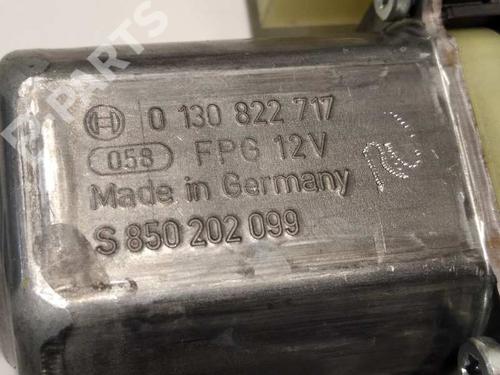 0 130 822 717
058 FPG 12V
Made in Germany
S 850 202 099
B PARTS